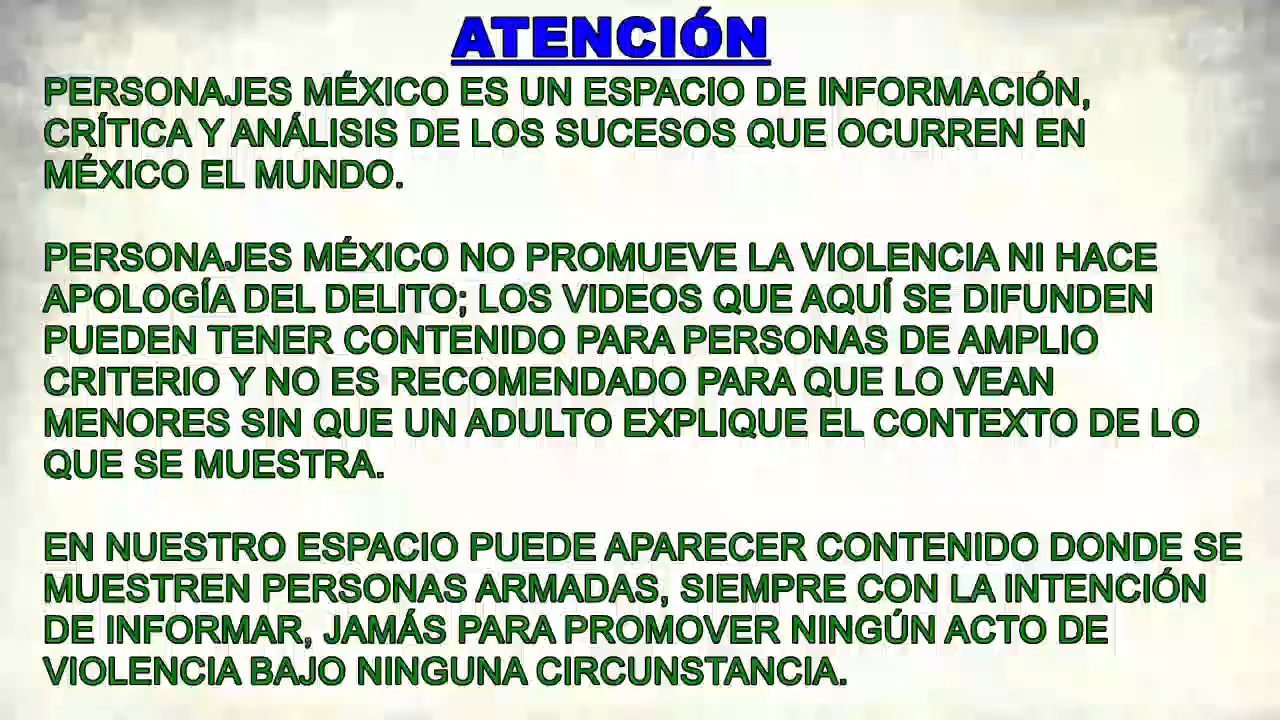 ATENCIÓN
PERSONAJES MÉXICO ES UN ESPACIO DE INFORMACIÓN,
CRÍTICA Y ANÁLISIS DE LOS SUCESOS QUE OCURREN EN
MÉXICO EL MUNDO.
PERSONAJES MÉXICO NO PROMUEVE LA VIOLENCIA NI HACE
APOLOGÍA DEL DELITO; LOS VIDEOS QUE AQUÍ SE DIFUNDEN
PUEDEN TENER CONTENIDO PARA PERSONAS DE AMPLIO
CRITERIO Y NO ES RECOMENDADO PARA QUE LO VEAN
MENORES SIN QUE UN ADULTO EXPLIQUE EL CONTEXTO DE LO
QUE SE MUESTRA.
EN NUESTRO ESPACIO PUEDE APARECER CONTENIDO DONDE SE
MUESTREN PERSONAS ARMADAS, SIEMPRE CON LA INTENCIÓN
DE INFORMAR, JAMÁS PARA PROMOVER NINGÚN ACTO DE
VIOLENCIA BAJO NINGUNA CIRCUNSTANCIA.